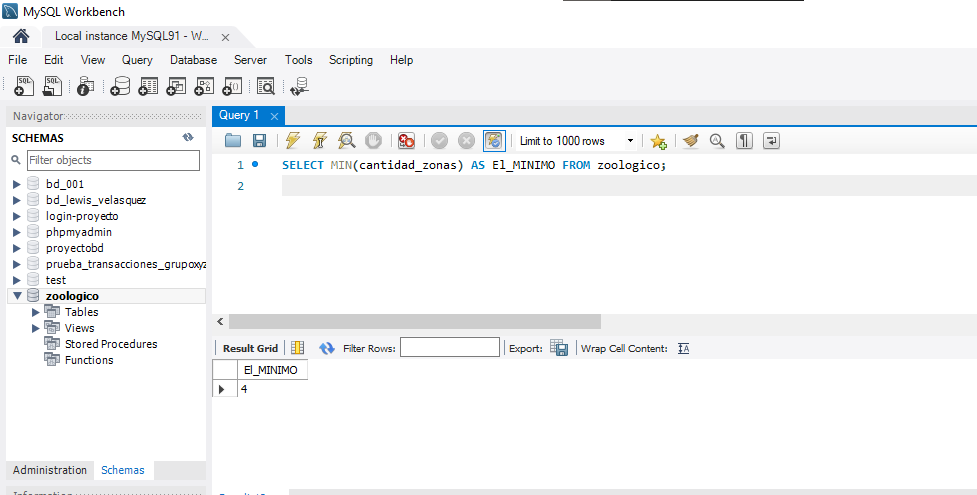 MySQL Workbench
Local instance MySQL91 - W...
File Edit View Query Database Server Tools Scripting Help
Navigator
SCHEMAS
Filter objects
bd_001
bd_lewis_velasquez
login-proyecto
phpmyadmin
proyectobd
prueba_transacciones_grupoxyz
test
zoologico
Tables
Views
Stored Procedures
Functions
Administration Schemas
Query 1
Limit to 1000 rows
1 SELECT MIN(cantidad_zonas) AS El_MINIMO FROM zoologico;
2
Result Grid Filter Rows: Export: Wrap Cell Content:
El_MINIMO
4